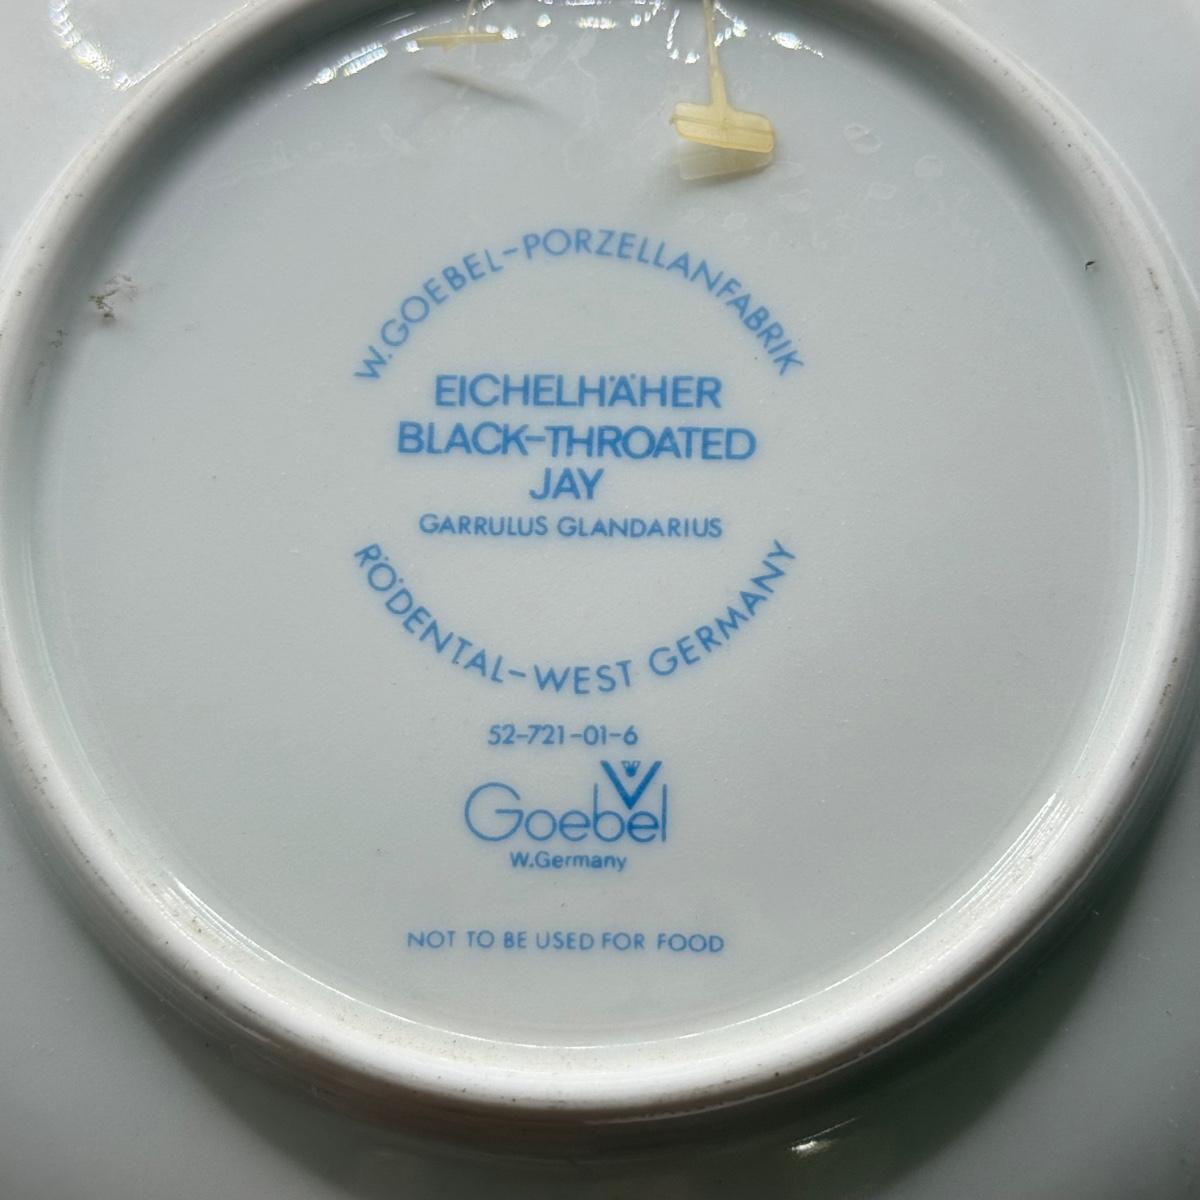 W.GOEBEL-PORZELLANFABRIK
EICHELHÄHER
BLACK-THROATED
JAY
GARRULUS GLANDARIUS
RÖDENTAL-WEST GERMANY
52-721-01-6
Goebel
W.Germany
NOT TO BE USED FOR FOOD